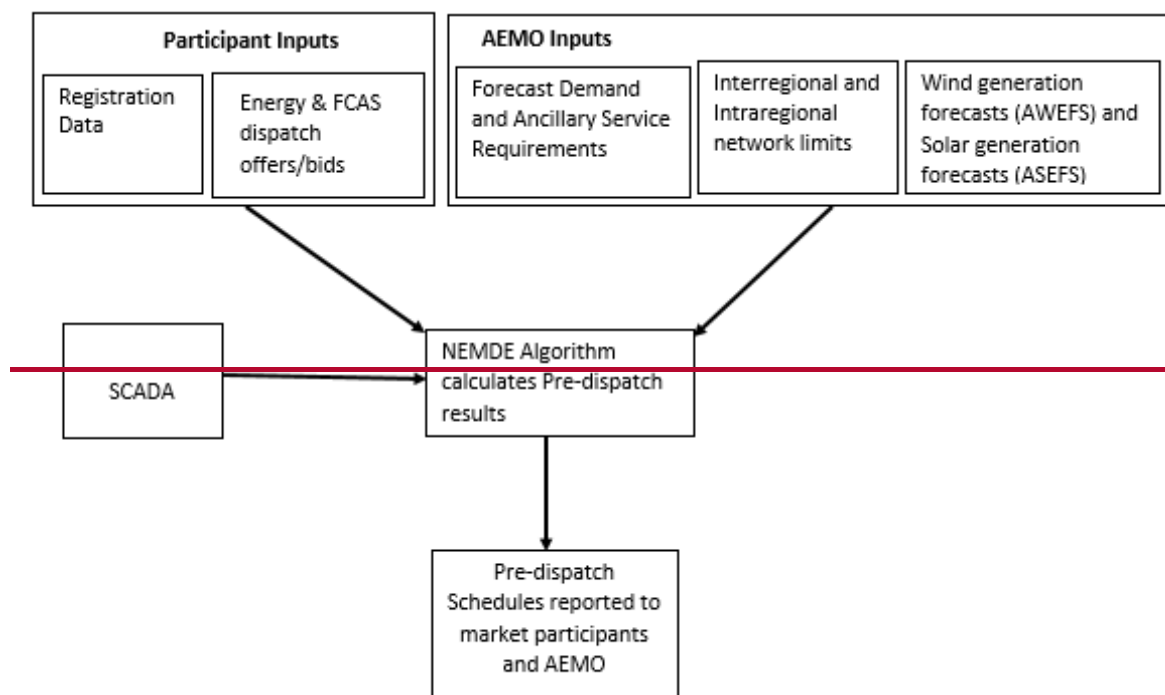 Participant Inputs
Registration
Data
Energy & FCAS
dispatch
offers/bids
AEMO Inputs
Forecast Demand
and Ancillary Service
Requirements
Interregional and
Intraregional
network limits
Wind generation
forecasts (AWEFS) and
Solar generation
forecasts (ASEFS)
SCADA
NEMDE Algorithm
calculates Pre-dispatch
results
Pre-dispatch
Schedules reported to
market participants
and AEMO